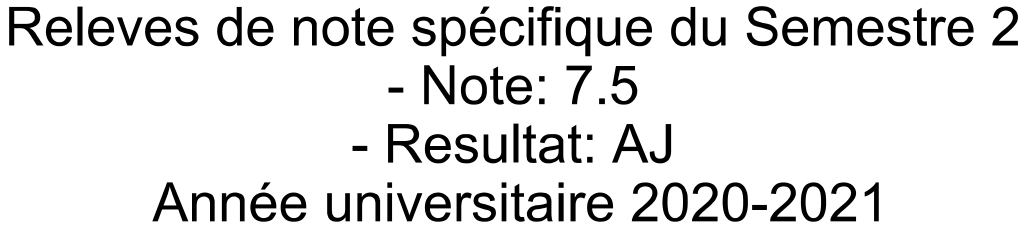 Releves de note spécifique du Semestre 2
- Note: 7.5
- Resultat: AJ
Année universitaire 2020-2021